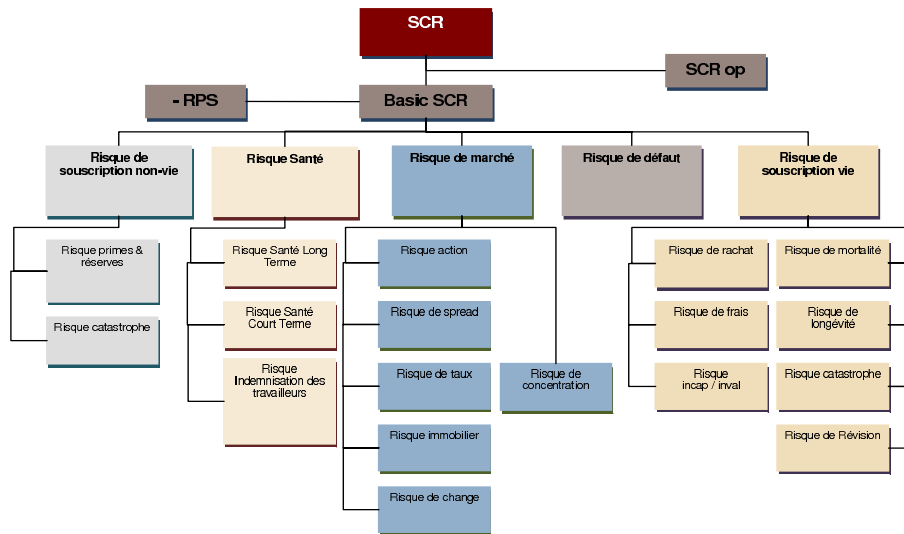 SCR
SCR op
- RPS
Basic SCR
Risque de
souscription non-vie
Risque Santé
Risque de marché
Risque de défaut
Risque de
souscription vie
Risque primes &
réserves
Risque catastrophe
Risque Santé Long
Terme
Risque Santé
Court Terme
Risque
Indemnisation des
travailleurs
Risque action
Risque de spread
Risque de taux
Risque immobilier
Risque de change
Risque de
concentration
Risque de rachat
Risque de frais
Risque
incap / inval
Risque de mortalité
Risque de
longévité
Risque catastrophe
Risque de Révision